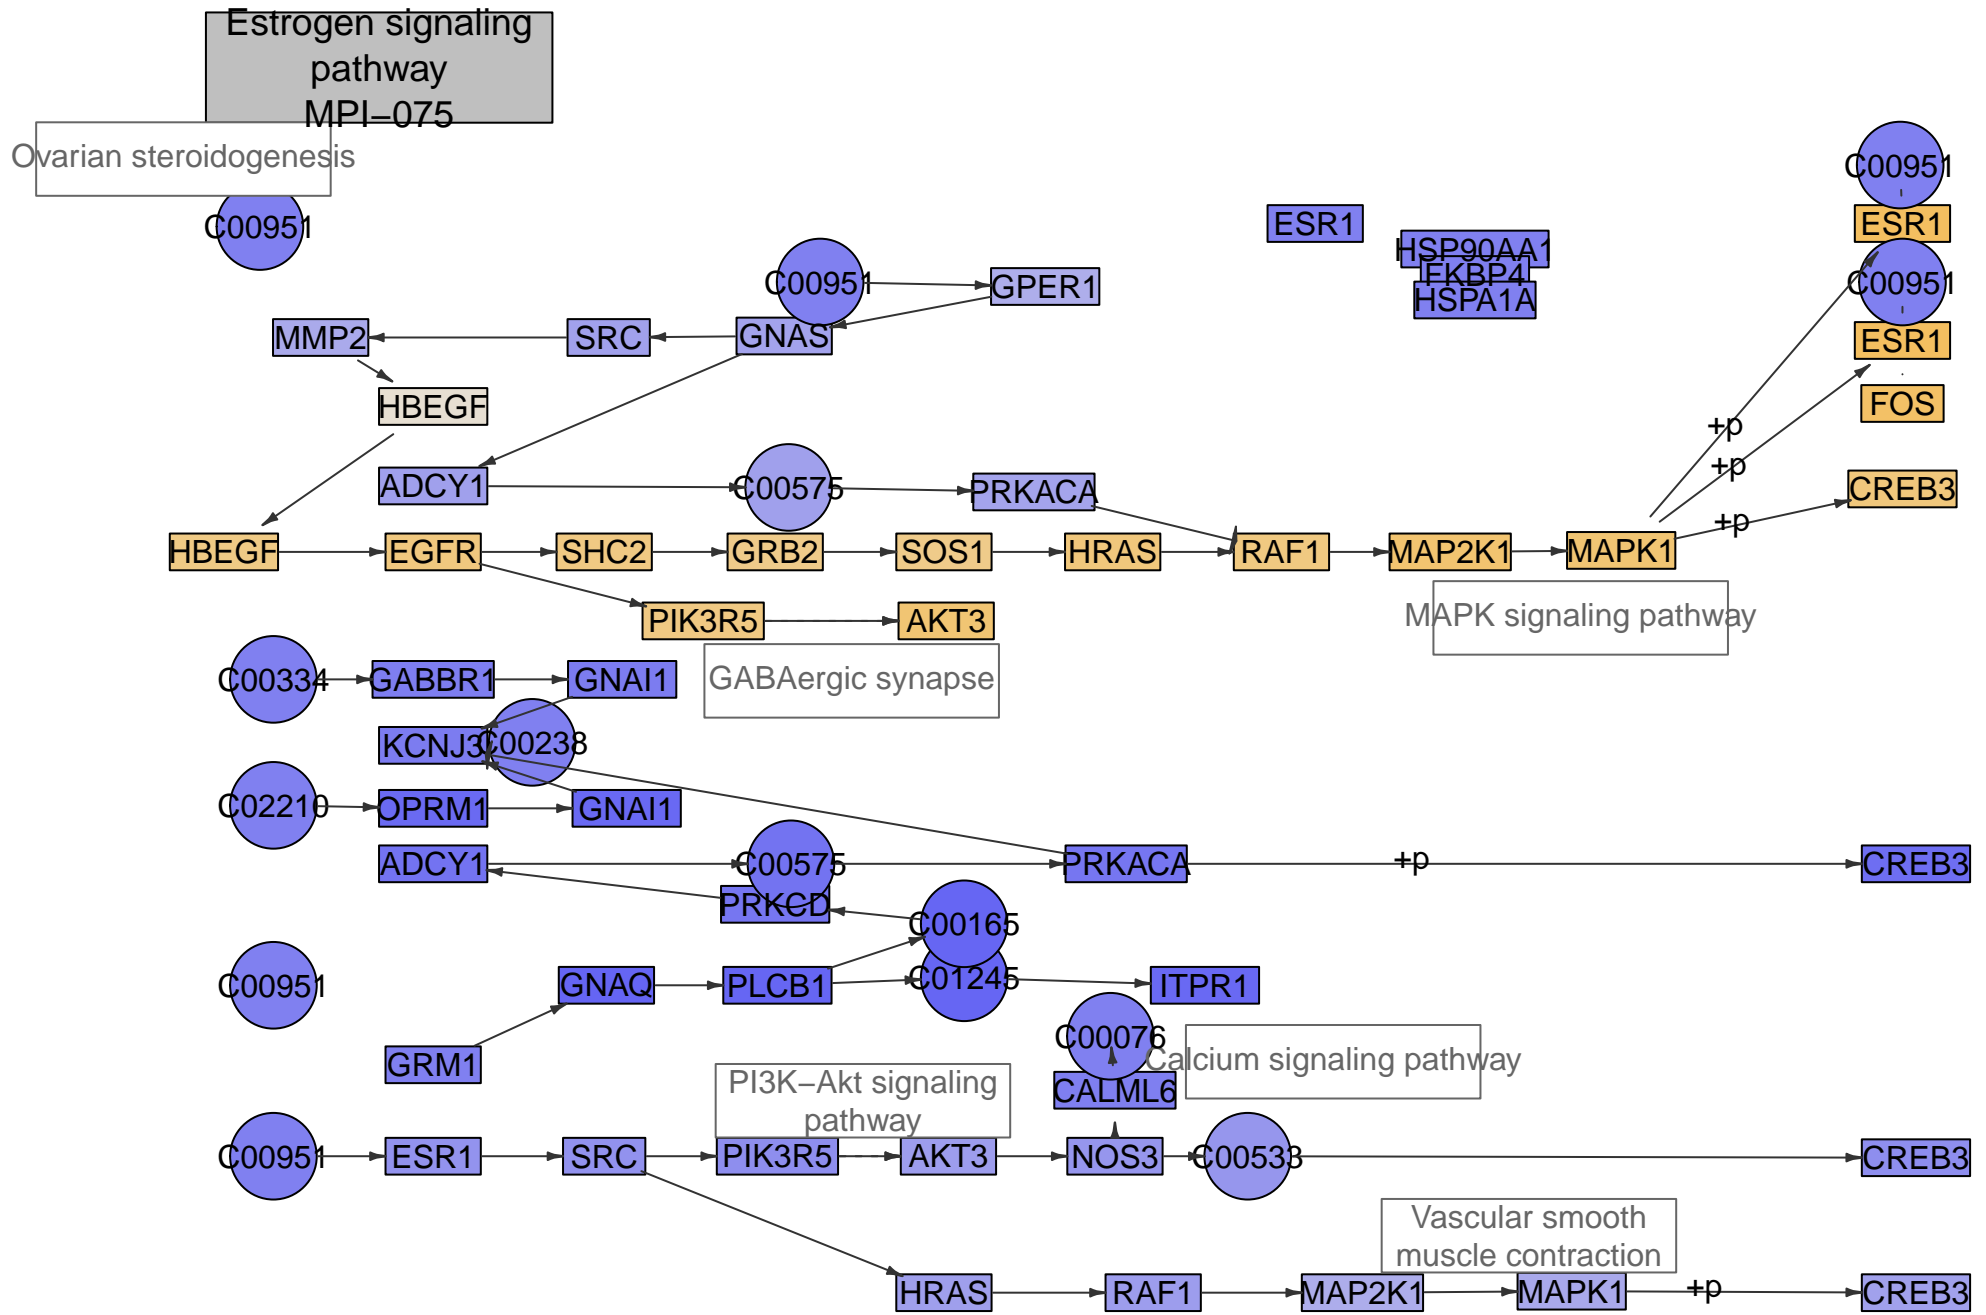 Estrogen signaling
pathway
MPI−075
Ovarian steroidogenesis
C00951
C00951
ESR1
ESR1
C00951
HSP90AA1
FKBP4
HSPA1A
C00951
GPER1
C00951
MMP2
SRC
GNAS
ESR1
HBEGF
FOS
+p
+p
ADCY1
C00575
PRKACA
CREB3
+p
HBEGF
EGFR
SHC2
GRB2
SOS1
HRAS
RAF1
MAP2K1
MAPK1
PIK3R5
AKT3
MAPK signaling pathway
C00334
GABBR1
GNAI1
GABAergic synapse
KCNJ3
C00238
C02210
OPRM1
GNAI1
ADCY1
C00575
PRKACA
+p
CREB3
PRKCD
C00165
C00951
GNAQ
PLCB1
C01245
ITPR1
C00076
Calcium signaling pathway
GRM1
PI3K−Akt signaling
pathway
CALML6
C00951
ESR1
SRC
PIK3R5
AKT3
NOS3
C00533
CREB3
Vascular smooth
muscle contraction
HRAS
RAF1
MAP2K1
MAPK1
+p
CREB3